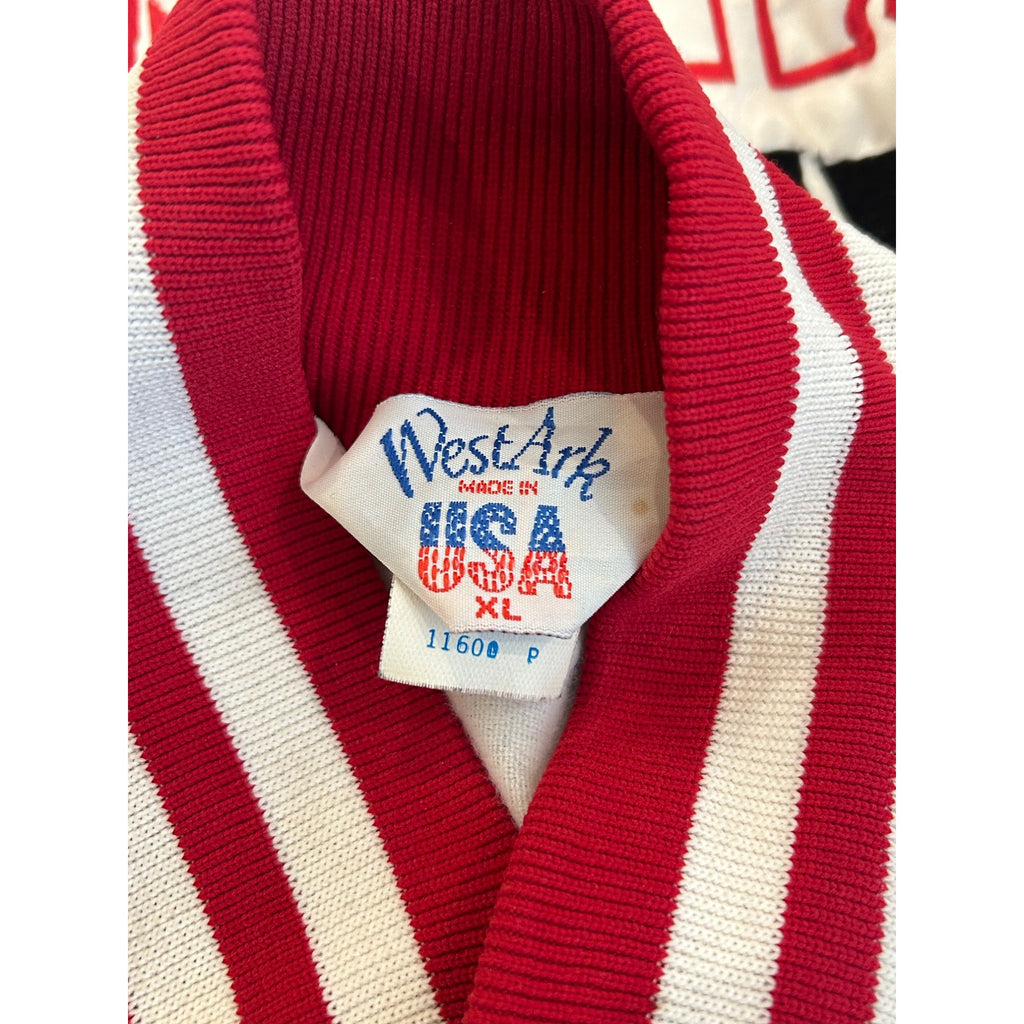 WestArk
MADE IN
USA
XL
11600 P